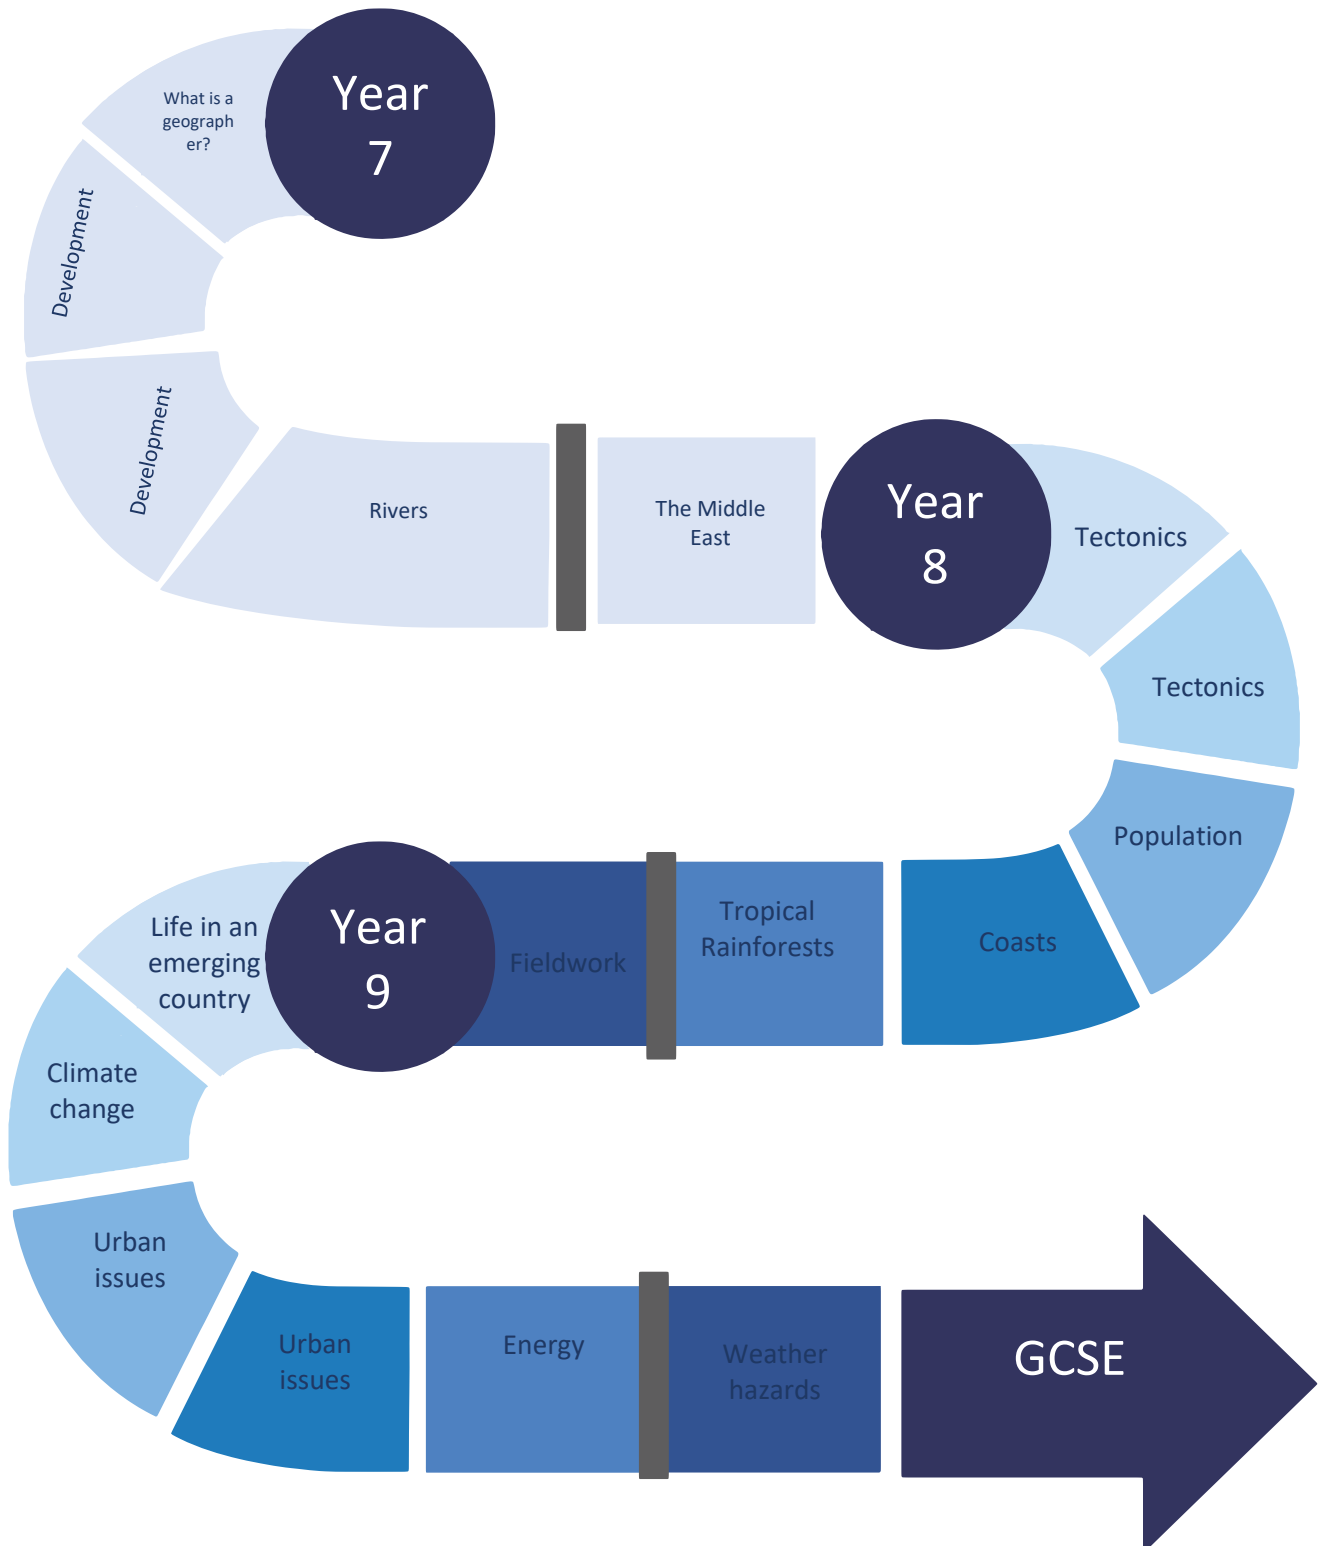 Year
7
What is a
geograph
er?
Development
Development
Rivers
The Middle
East
Year
8
Tectonics
Tectonics
Population
Coasts
Tropical
Rainforests
Fieldwork
Year
9
Life in an
emerging
country
Climate
change
Urban
issues
Urban
issues
Energy
Weather
hazards
GCSE